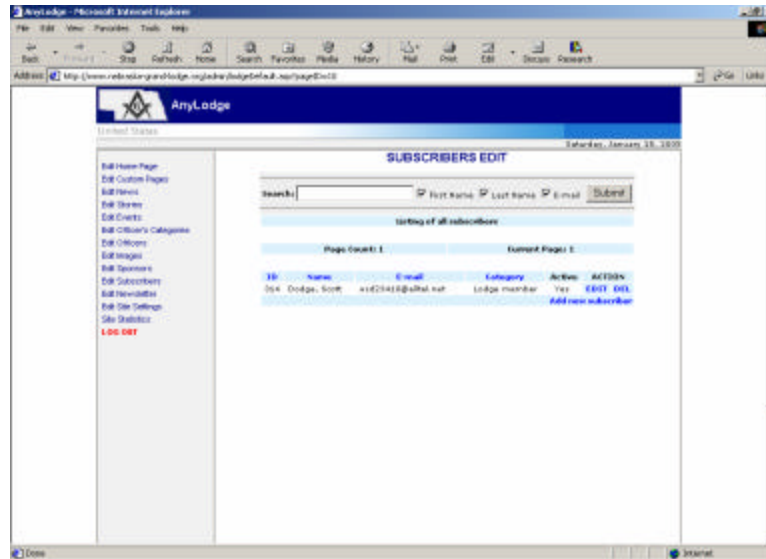 AnyLodge - Microsoft Internet Explorer
File Edit View Favorites Tools Help
Back Forward Stop Refresh Home Search Favorites Media History Mail Print Edit Discuss Research
Address Go Links
AnyLodge
United States
Saturday, January
SUBSCRIBERS EDIT
Edit Home Page
Edit Custom Pages
Edit News
Edit Stories
Edit Events
Edit Officer's Categories
Edit Officers
Edit Images
Edit Sponsors
Edit Subscribers
Edit Newsletter
Edit Site Settings
Site Statistics
LOG OUT
Search: First Name Last Name E-mail Submit
Listing of all subscribers
Page Count: 1 Current Page: 1
ID Name E-mail Category Active ACTION
Dodge, Scott Lodge member Yes EDIT DEL
Add new subscriber
Done Internet